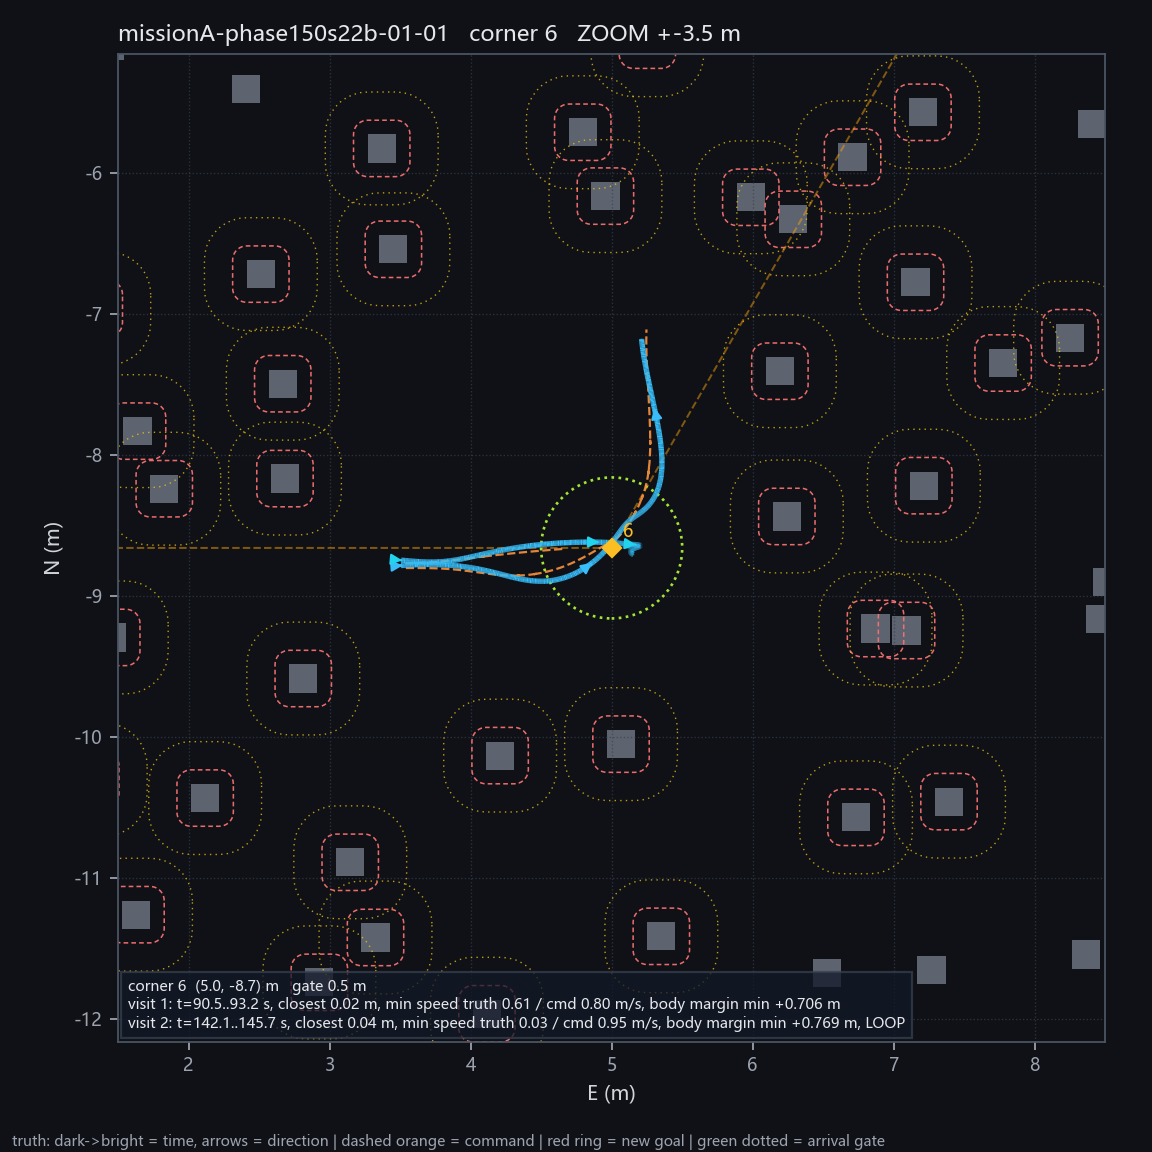 missionA-phase150s22b-01-01 corner 6 ZOOM +-3.5 m
-6
-7
-8
-9
-10
-11
-12
N (m)
6
corner 6 (5.0, -8.7) m gate 0.5 m
visit 1: t=90.5..93.2 s, closest 0.02 m, min speed truth 0.61 / cmd 0.80 m/s, body margin min +0.706 m
visit 2: t=142.1..145.7 s, closest 0.04 m, min speed truth 0.03 / cmd 0.95 m/s, body margin min +0.769 m, LOOP
2 3 4 5 6 7 8
E (m)
truth: dark->bright = time, arrows = direction | dashed orange = command | red ring = new goal | green dotted = arrival gate